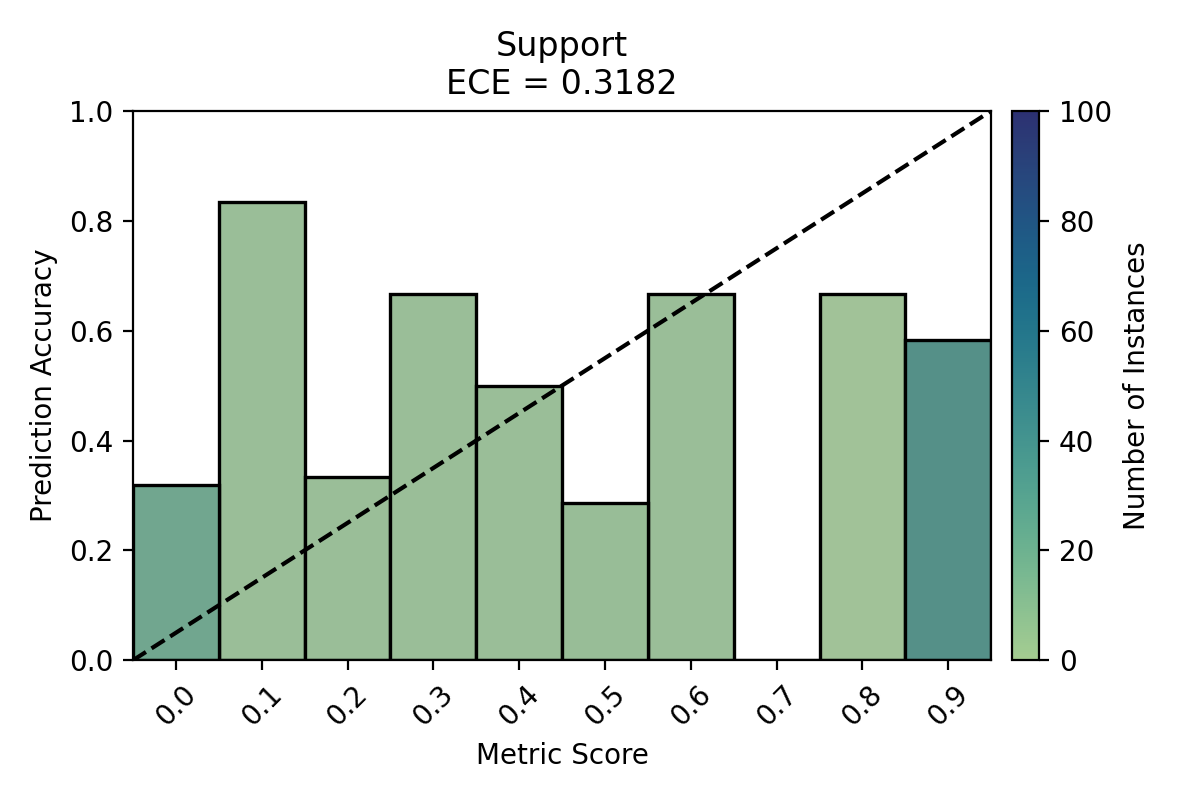 Support
ECE = 0.3182
1.0
0.8
0.6
0.4
0.2
0.0
Prediction Accuracy
0.0 0.1 0.2 0.3 0.4 0.5 0.6 0.7 0.8 0.9
Metric Score
100
80
60
40
20
0
Number of Instances